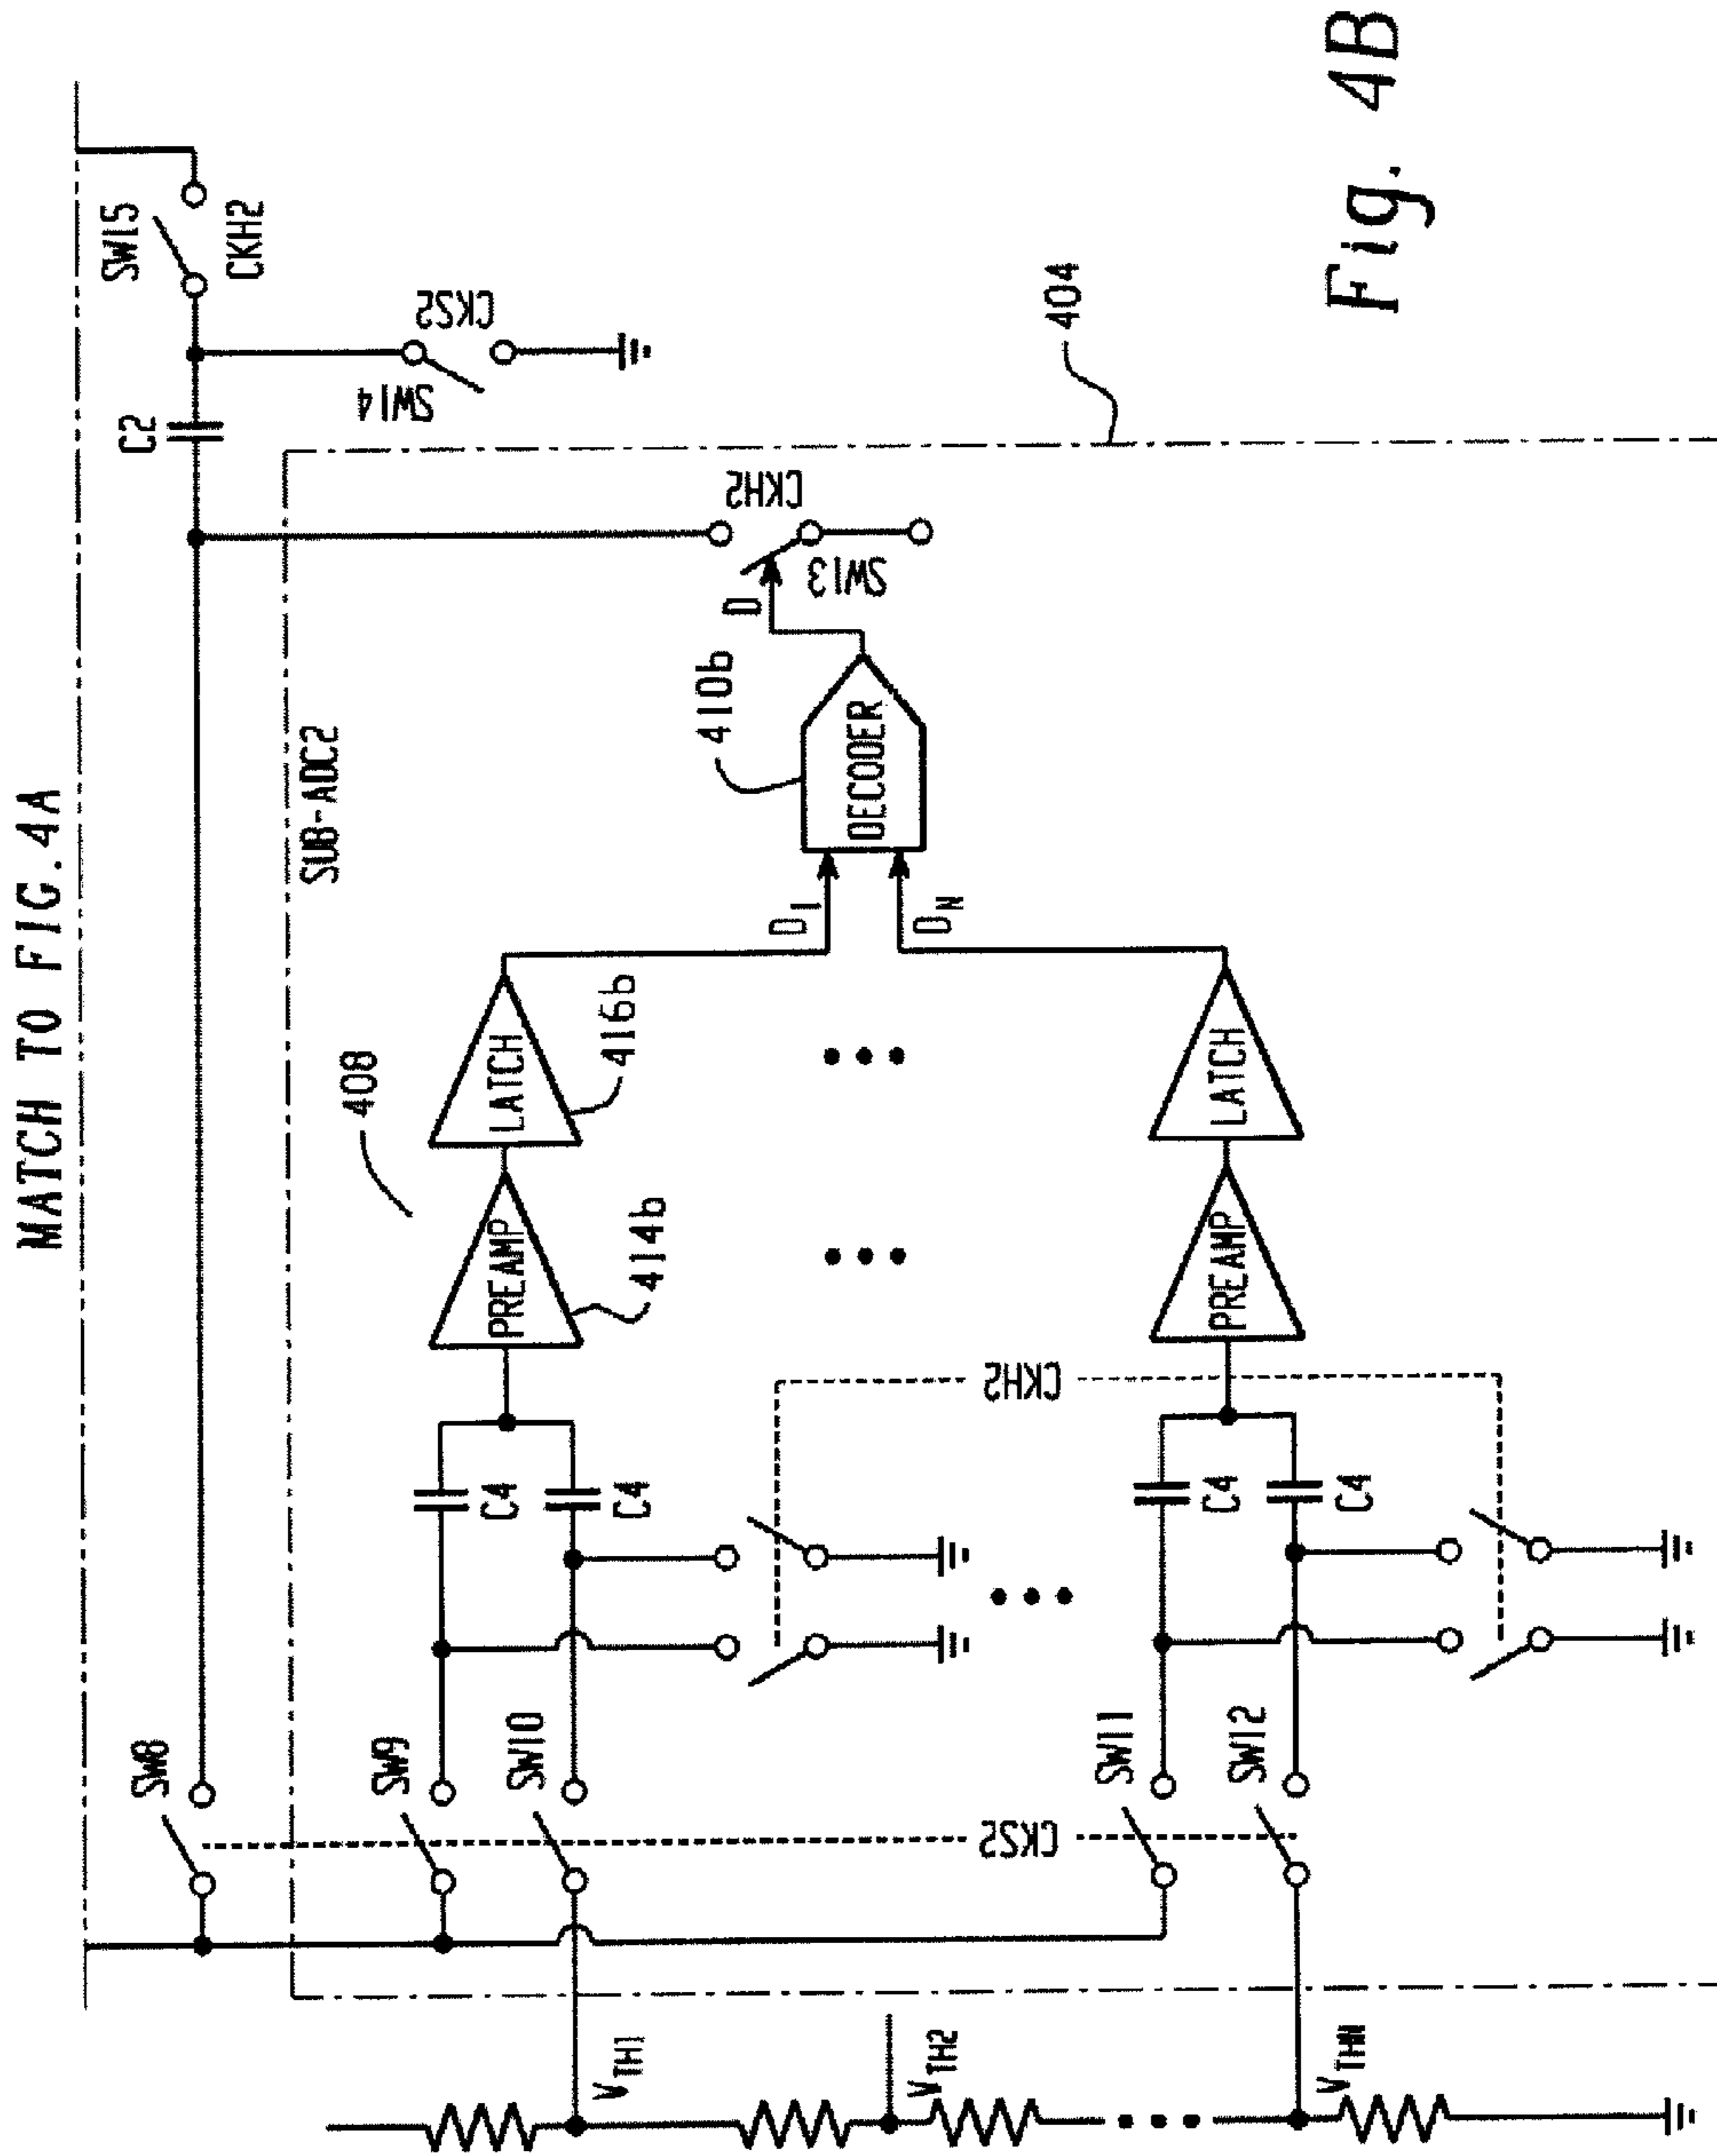 MATCH TO FIG. 4A
SW15
CKH2
C2
SW14
CKS2
SW8
SUB-ADC2
404
CKH2
SW13
D
410b
DECODER
D1
DN
408
LATCH
416b
PREAMP
414b
LATCH
PREAMP
C4
C4
CKH2
C4
C4
SW9
SW10
SW11
SW12
CKS2
VTH1
VTH2
VTHN
Fig. 4B